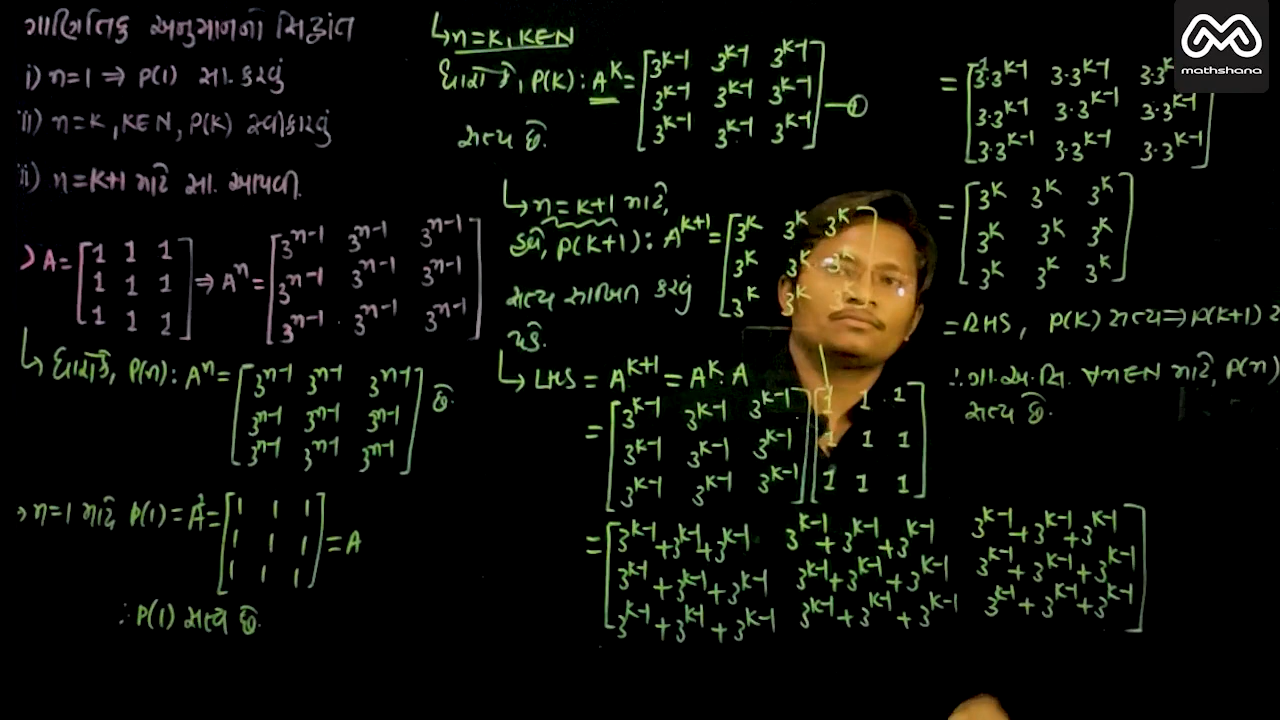 ગાણિતિક અનુમાનનો સિદ્ધાંત
i) n=1 ⇒ P(1) સા. કરવું
ii) n=K, K∈N, P(K) સ્વીકારવું
iii) n=K+1 માટે સા. આપવી.
A = [1 1 1; 1 1 1; 1 1 1] ⇒ Aⁿ = [3ⁿ⁻¹ 3ⁿ⁻¹ 3ⁿ⁻¹; 3ⁿ⁻¹ 3ⁿ⁻¹ 3ⁿ⁻¹; 3ⁿ⁻¹ 3ⁿ⁻¹ 3ⁿ⁻¹]
↳ ધારોકે, P(n): Aⁿ = [3ⁿ⁻¹ 3ⁿ⁻¹ 3ⁿ⁻¹; 3ⁿ⁻¹ 3ⁿ⁻¹ 3ⁿ⁻¹; 3ⁿ⁻¹ 3ⁿ⁻¹ 3ⁿ⁻¹] છે.
→ n=1 માટે P(1) = A¹ = [1 1 1; 1 1 1; 1 1 1] = A
∴ P(1) સત્ય છે.
↳ n=K, K∈N
ધારો કે, P(K): Aᴷ = [3ᴷ⁻¹ 3ᴷ⁻¹ 3ᴷ⁻¹; 3ᴷ⁻¹ 3ᴷ⁻¹ 3ᴷ⁻¹; 3ᴷ⁻¹ 3ᴷ⁻¹ 3ᴷ⁻¹] —①
સત્ય છે.
↳ n=K+1 માટે,
હવે, P(K+1): Aᴷ⁺¹ = [3ᴷ 3ᴷ 3ᴷ; 3ᴷ 3ᴷ 3ᴷ; 3ᴷ 3ᴷ 3ᴷ]
સત્ય સાબિત કરવું
પડે.
↳ LHS = Aᴷ⁺¹ = Aᴷ · A
= [3ᴷ⁻¹ 3ᴷ⁻¹ 3ᴷ⁻¹; 3ᴷ⁻¹ 3ᴷ⁻¹ 3ᴷ⁻¹; 3ᴷ⁻¹ 3ᴷ⁻¹ 3ᴷ⁻¹] [1 1 1; 1 1 1; 1 1 1]
= [3ᴷ⁻¹+3ᴷ⁻¹+3ᴷ⁻¹ 3ᴷ⁻¹+3ᴷ⁻¹+3ᴷ⁻¹ 3ᴷ⁻¹+3ᴷ⁻¹+3ᴷ⁻¹; 3ᴷ⁻¹+3ᴷ⁻¹+3ᴷ⁻¹ 3ᴷ⁻¹+3ᴷ⁻¹+3ᴷ⁻¹ 3ᴷ⁻¹+3ᴷ⁻¹+3ᴷ⁻¹; 3ᴷ⁻¹+3ᴷ⁻¹+3ᴷ⁻¹ 3ᴷ⁻¹+3ᴷ⁻¹+3ᴷ⁻¹ 3ᴷ⁻¹+3ᴷ⁻¹+3ᴷ⁻¹]
mathshana
= [3·3ᴷ⁻¹ 3·3ᴷ⁻¹ 3·3ᴷ; 3·3ᴷ⁻¹ 3·3ᴷ⁻¹ 3·3ᴷ⁻¹; 3·3ᴷ⁻¹ 3·3ᴷ⁻¹ 3·3ᴷ⁻¹]
= [3ᴷ 3ᴷ 3ᴷ; 3ᴷ 3ᴷ 3ᴷ; 3ᴷ 3ᴷ 3ᴷ]
= RHS, P(K) સત્ય ⇒ P(K+1)
∴ ગા.અ.સિ. ∀n∈N માટે, P(n)
સત્ય છે.